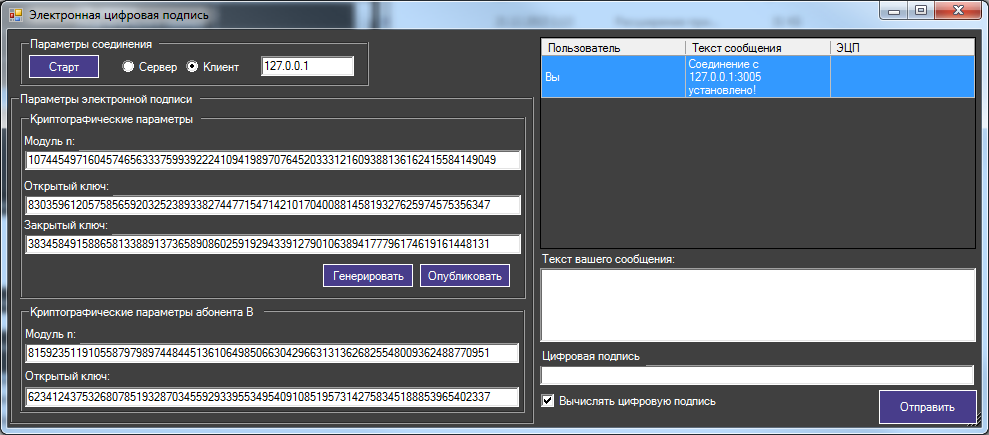 Электронная цифровая подпись
Параметры соединения
Старт
Сервер
Клиент
127.0.0.1
Параметры электронной подписи
Криптографические параметры
Модуль n:
107445497160457465633375993922241094198970764520333121609388136162415584149049
Открытый ключ:
83035961205758565920325238933827447715471421017040088145819327625974575356347
Закрытый ключ:
3834584915886581338891373658908602591929433912790106389417779617461916144 8131
Генерировать
Опубликовать
Криптографические параметры абонента B
Модуль n:
81592351191055879798974484451361064985066304296631313626825548009362488770951
Открытый ключ:
62341243753268078519328703455929339553495409108519573142758345188853965402337
Пользователь
Текст сообщения
ЭЦП
Вы
Соединение с
127.0.0.1:3005
установлено!
Текст вашего сообщения:
Цифровая подпись
Вычислять цифровую подпись
Отправить